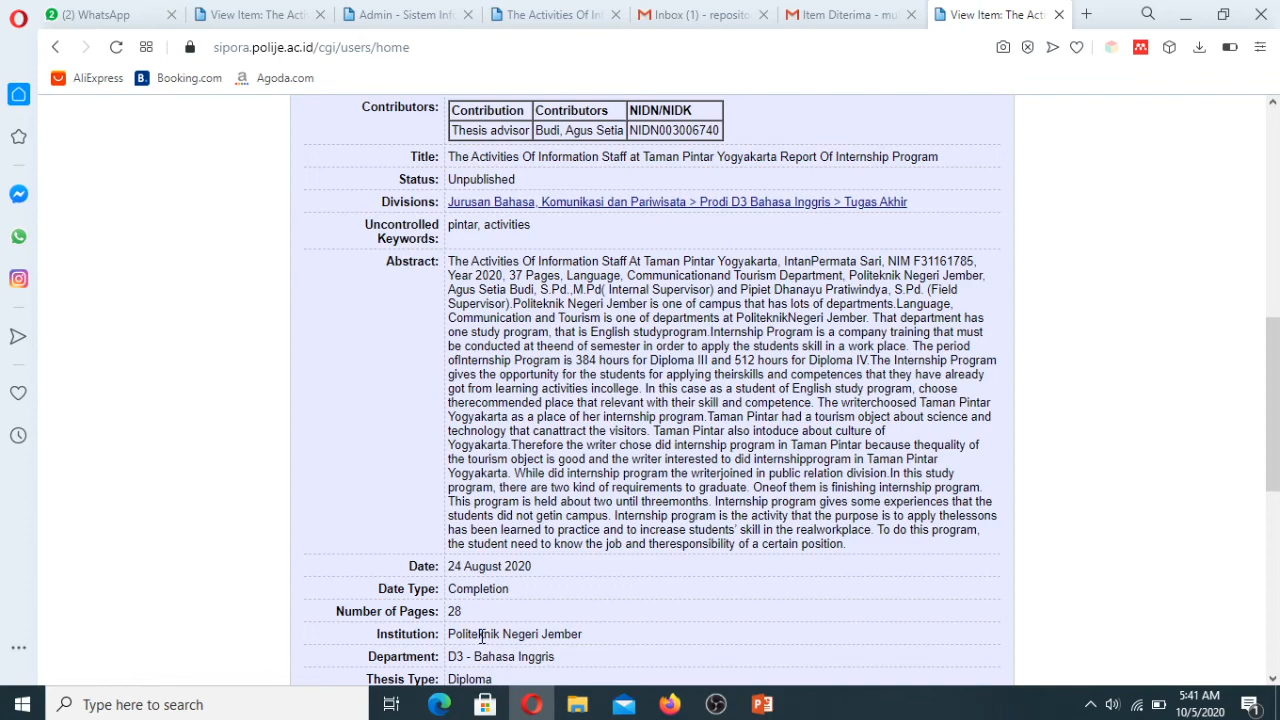 2 WhatsApp
View Item: The Acti
Admin - Sistem Info
The Activities Of In
Inbox (1) - reposito
Item Diterima - mu
View Item: The Act
sipora.polije.ac.id/cgi/users/home
AliExpress
B. Booking.com
a Agoda.com
Contributors:
Contribution Contributors NIDN/NIDK
Thesis advisor Budi, Agus Setia NIDN003006740
Title: The Activities Of Information Staff at Taman Pintar Yogyakarta Report Of Internship Program
Status: Unpublished
Divisions: Jurusan Bahasa, Komunikasi dan Pariwisata > Prodi D3 Bahasa Inggris > Tugas Akhir
Uncontrolled Keywords: pintar, activities
Abstract: The Activities Of Information Staff At Taman Pintar Yogyakarta, IntanPermata Sari, NIM F31161785,
Year 2020, 37 Pages, Language, Communicationand Tourism Department, Politeknik Negeri Jember,
Agus Setia Budi, S.Pd.,M.Pd( Internal Supervisor) and Pipiet Dhanayu Pratiwindya, S.Pd. (Field
Supervisor).Politeknik Negeri Jember is one of campus that has lots of departments.Language,
Communication and Tourism is one of departments at PoliteknikNegeri Jember. That department has
one study program, that is English studyprogram.Internship Program is a company training that must
be conducted at theend of semester in order to apply the students skill in a work place. The period
ofInternship Program is 384 hours for Diploma III and 512 hours for Diploma IV.The Internship Program
gives the opportunity for the students for applying theirskills and competences that they have already
got from learning activities incollege. In this case as a student of English study program, choose
therecommended place that relevant with their skill and competence. The writerchoosed Taman Pintar
Yogyakarta as a place of her internship program.Taman Pintar had a tourism object about science and
technology that canattract the visitors. Taman Pintar also intoduce about culture of
Yogyakarta.Therefore the writer chose did internship program in Taman Pintar because thequality of
the tourism object is good and the writer interested to did internshipprogram in Taman Pintar
Yogyakarta. While did internship program the writerjoined in public relation division.In this study
program, there are two kind of requirements to graduate. Oneof them is finishing internship program.
This program is held about two until threemonths. Internship program gives some experiences that the
students did not getin campus. Internship program is the activity that the purpose is to apply thelessons
has been learned to practice and to increase students’ skill in the realworkplace. To do this program,
the student need to know the job and theresponsibility of a certain position.
Date: 24 August 2020
Date Type: Completion
Number of Pages: 28
Institution: Politeknik Negeri Jember
Department: D3 - Bahasa Inggris
Thesis Type: Diploma
Type here to search
5:41 AM
10/5/2020
1